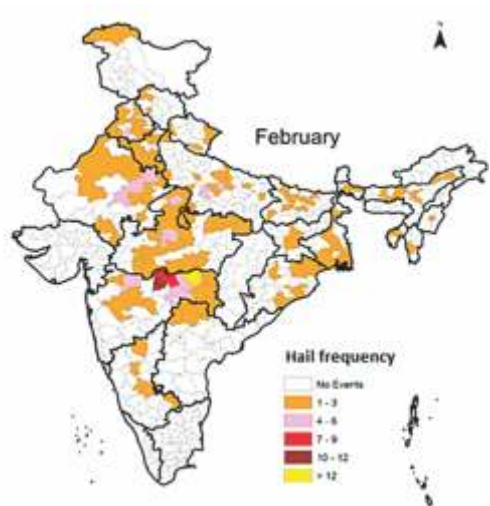 N
February
Hail frequency
No Events
1 - 3
4 - 6
7 - 9
10 - 12
> 12